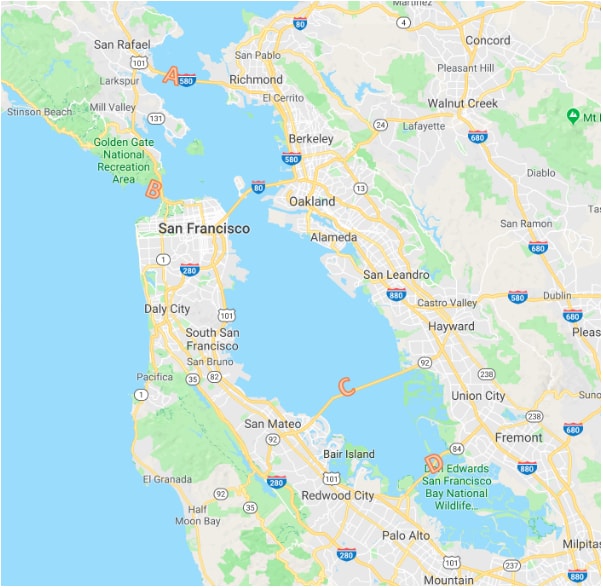 Martinez
80
4
Concord
San Rafael
101
San Pablo
A
580
Richmond
Pleasant Hill
Larkspur
El Cerrito
Walnut Creek
Mill Valley
Stinson Beach
131
24
Lafayette
680
Mt
Berkeley
580
Golden Gate
National
Recreation
Area
Diablo
B
80
13
Oakland
San Francisco
Alameda
San Ramon
680
1
280
San Leandro
880
Castro Valley
580
Dublin
680
Daly City
101
Hayward
South San
Francisco
San Bruno
92
Pacifica
35
82
238
C
1
Union City
San Mateo
238
92
84
680
Bair Island
D
Fremont
Edwards
San Francisco
Bay National
Wildlife...
880
El Granada
280
101
Redwood City
92
35
Half
Moon Bay
Palo Alto
Milpitas
280
101
237
880
Mountain